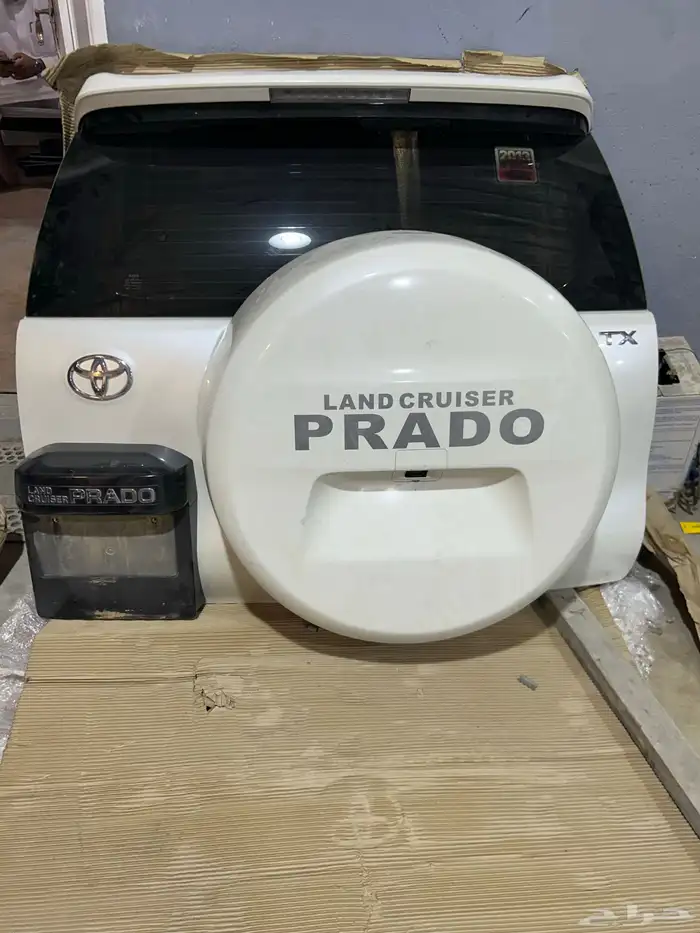 2013
TX
LAND CRUISER
PRADO
LAND
CRUISER PRADO
حراج